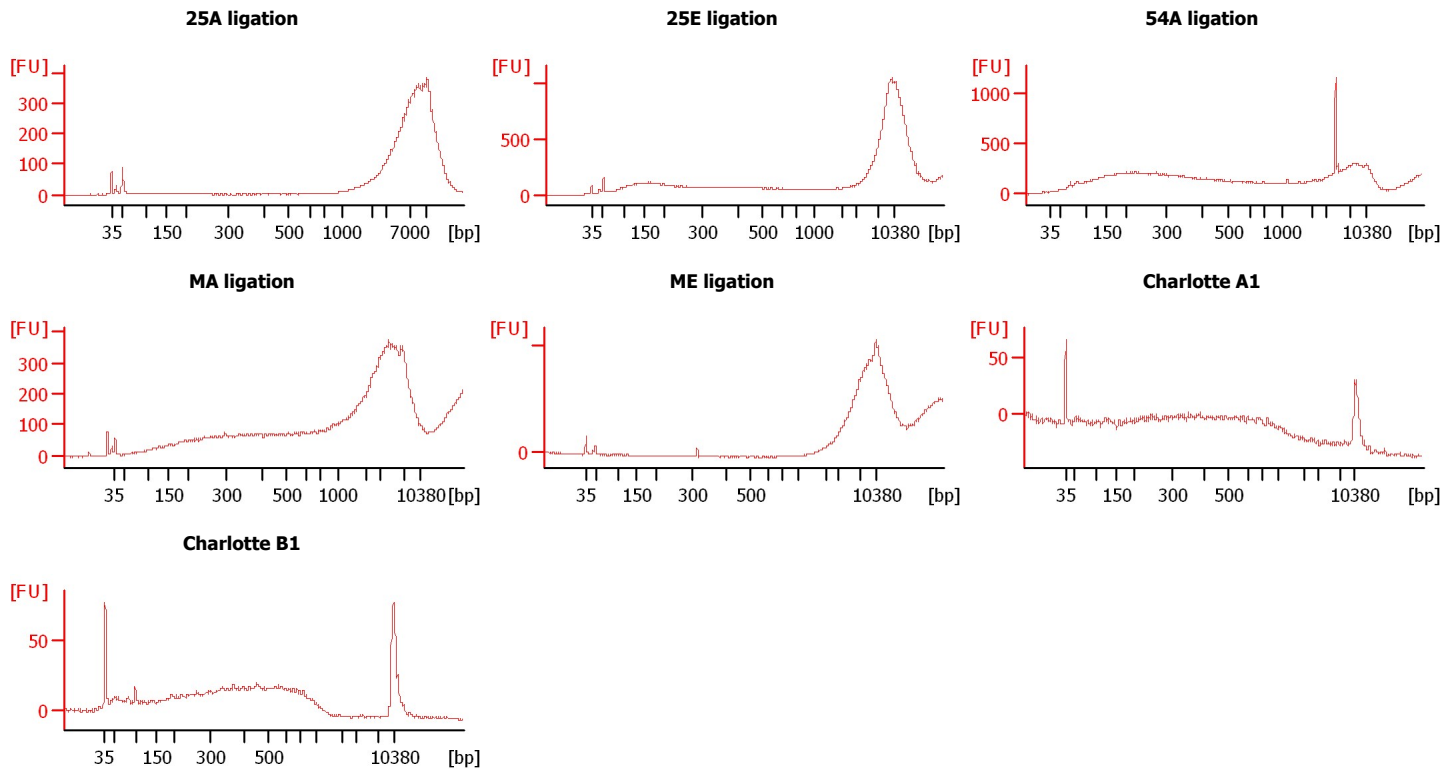 25A ligation
25E ligation
54A ligation
[FU]
300
200
100
0
35 150 300 500 1000 7000 [bp]
[FU]
500
0
35 150 300 500 1000 10380 [bp]
[FU]
1000
500
0
35 150 300 500 1000 10380 [bp]
MA ligation
ME ligation
Charlotte A1
[FU]
300
200
100
0
35 150 300 500 1000 10380 [bp]
[FU]
0
35 150 300 500 10380 [bp]
[FU]
50
0
35 150 300 500 10380 [bp]
Charlotte B1
[FU]
50
0
35 150 300 500 10380 [bp]